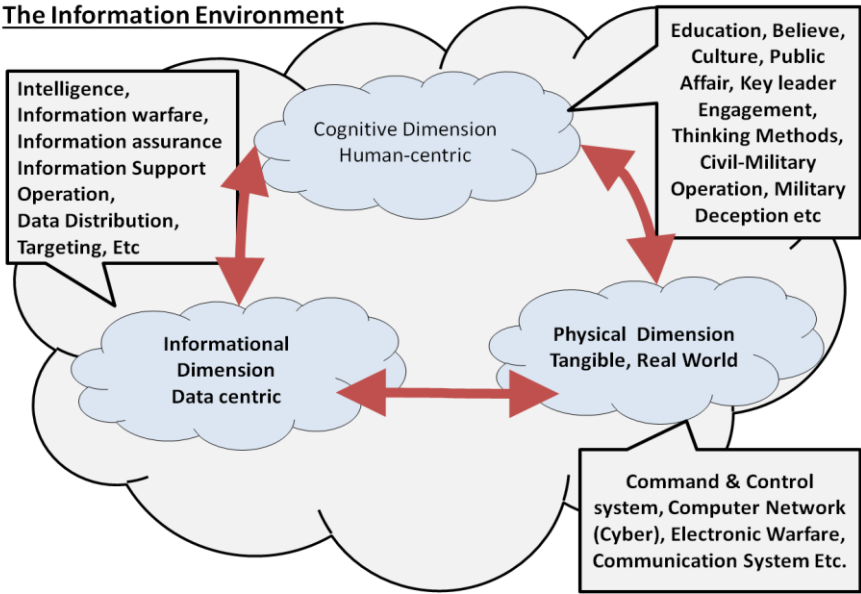 The Information Environment
Intelligence,
Information warfare,
Information assurance
Information Support
Operation,
Data Distribution,
Targeting, Etc
Cognitive Dimension
Human-centric
Education, Believe,
Culture, Public
Affair, Key leader
Engagement,
Thinking Methods,
Civil-Military
Operation, Military
Deception etc
Informational
Dimension
Data centric
Physical Dimension
Tangible, Real World
Command & Control
system, Computer Network
(Cyber), Electronic Warfare,
Communication System Etc.